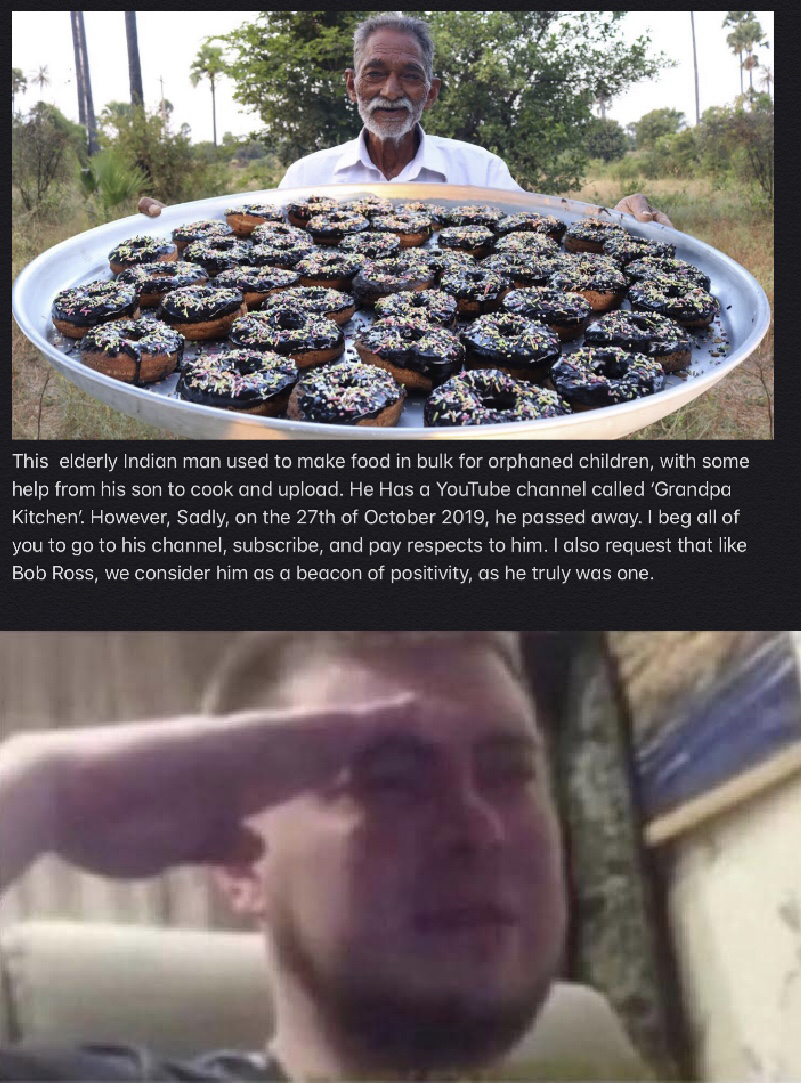 This  elderly Indian man used to make food in bulk for orphaned children, with some
help from his son to cook and upload. He Has a YouTube channel called ‘Grandpa
Kitchen’. However, Sadly, on the 27th of October 2019, he passed away. I beg all of
you to go to his channel, subscribe, and pay respects to him. I also request that like
Bob Ross, we consider him as a beacon of positivity, as he truly was one.